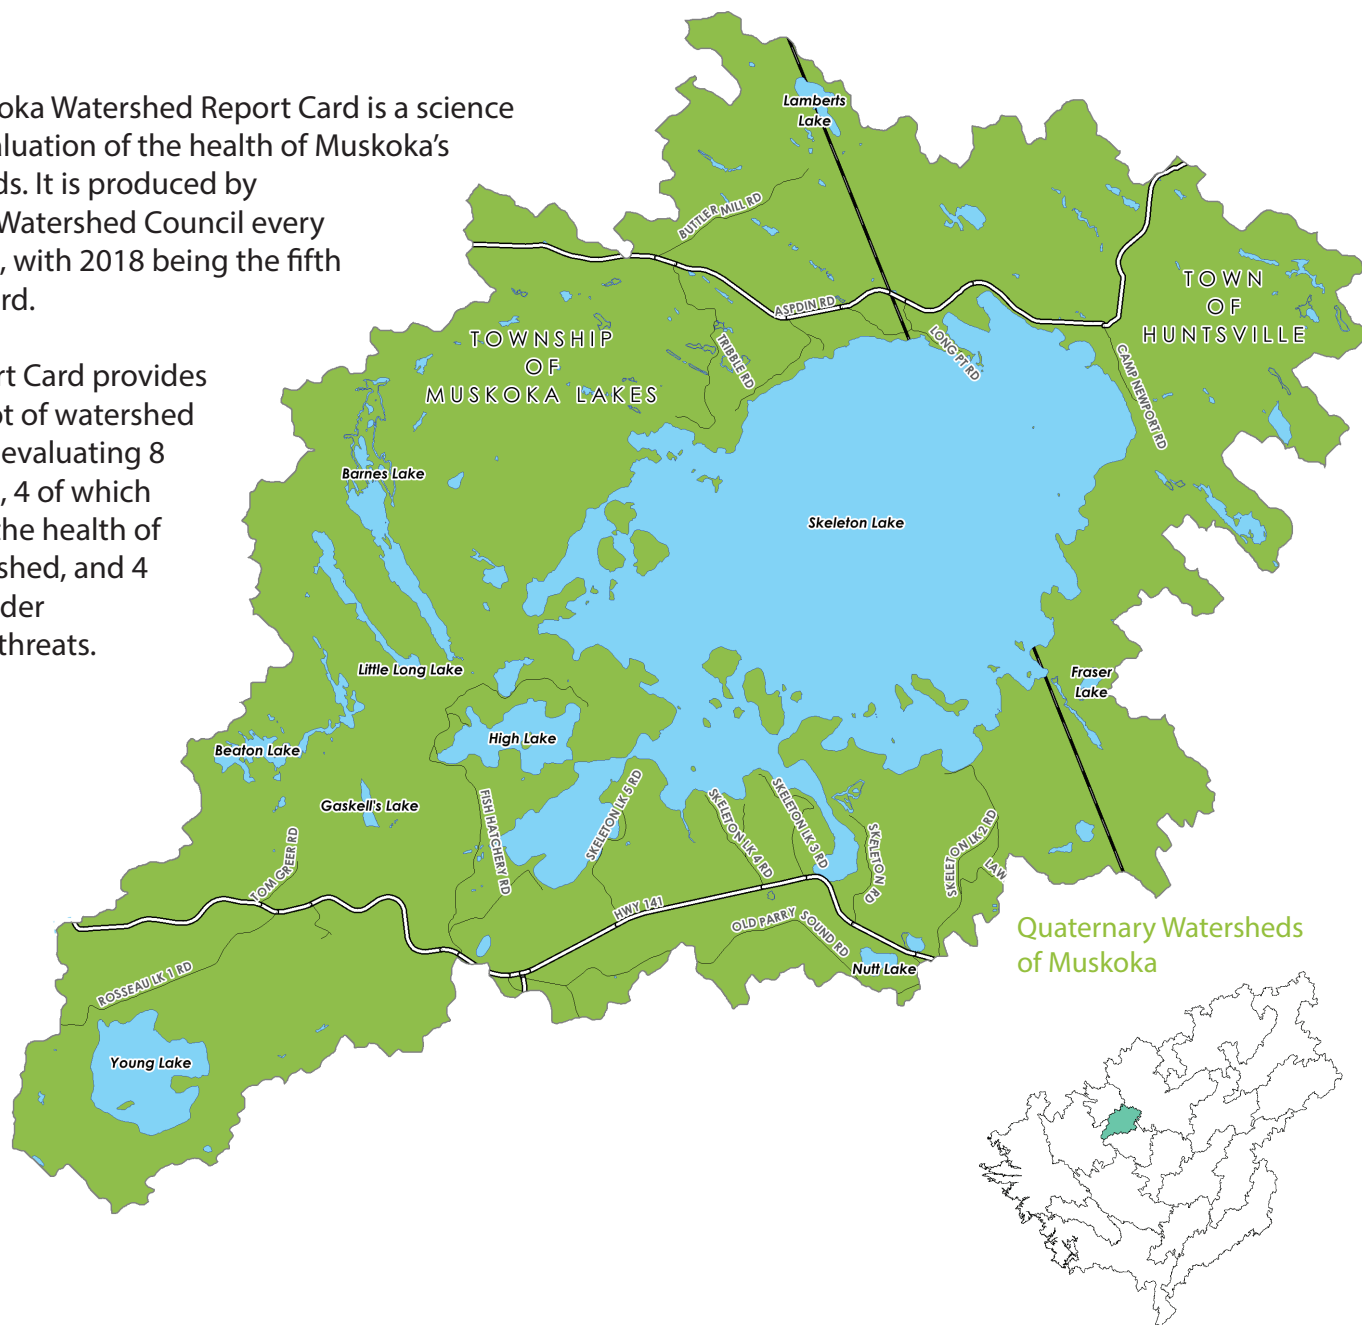 oka Watershed Report Card is a science
aluation of the health of Muskoka's
ds. It is produced by
Watershed Council every
, with 2018 being the fifth
rd.
rt Card provides
ot of watershed
evaluating 8
, 4 of which
the health of
shed, and 4
der
threats.
Lamberts
Lake
BUTTLER MILL RD
ASPDIN RD
TOWN
OF
HUNTSVILLE
TOWNSHIP
OF
MUSKOKA LAKES
TRIBBLE RD
LONG PT RD
CAMP NEWPORT RD
Barnes Lake
Skeleton Lake
Little Long Lake
Fraser
Lake
High Lake
Beaton Lake
Gaskell's Lake
FISH HATCHERY RD
SKELETON LK 5 RD
SKELETON LK 4 RD
SKELETON LK 3 RD
SKELETON RD
SKELETON LK 2 RD
LAW
TOM GREER RD
HWY 141
OLD PARRY SOUND RD
Nutt Lake
ROSSEAU LK 1 RD
Young Lake
Quaternary Watersheds
of Muskoka